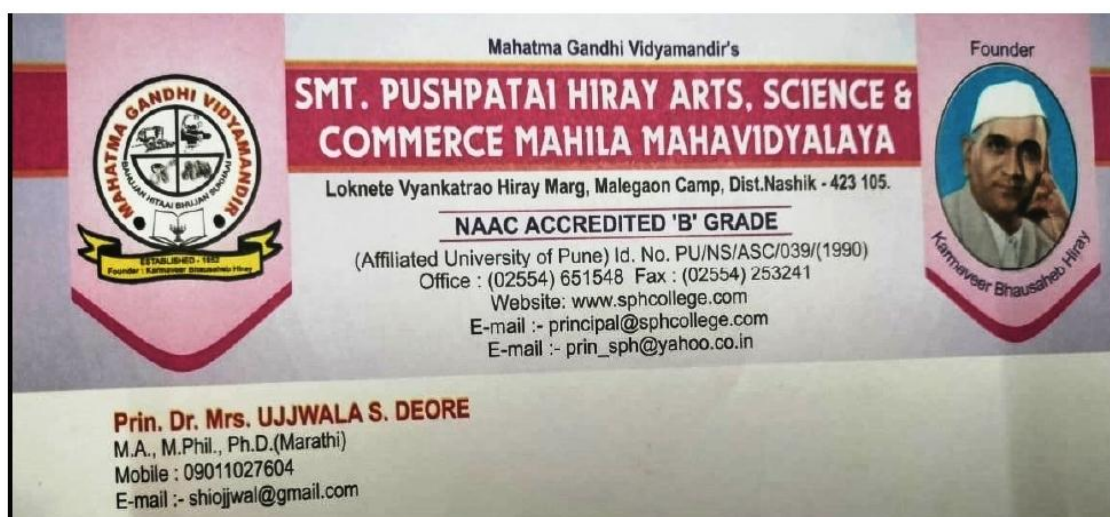 Mahatma Gandhi Vidyamandir's
SMT. PUSHPATAI HIRAY ARTS, SCIENCE &
COMMERCE MAHILA MAHAVIDYALAYA
Loknete Vyankatrao Hiray Marg, Malegaon Camp, Dist.Nashik - 423 105.
NAAC ACCREDITED 'B' GRADE
(Affiliated University of Pune) Id. No. PU/NS/ASC/039/(1990)
Office : (02554) 651548 Fax : (02554) 253241
Website: www.sphcollege.com
E-mail :- principal@sphcollege.com
E-mail :- prin_sph@yahoo.co.in
MAHATMA GANDHI VIDYAMANDIR
BAHUJAN HITAAI BHUJAN
ESTABLISHED - 1952
Founder : Karmaveer Bhausaheb Hiray
Founder
Karmaveer Bhausaheb Hiray
Prin. Dr. Mrs. UJJWALA S. DEORE
M.A., M.Phil., Ph.D.(Marathi)
Mobile : 09011027604
E-mail :- shiojjwal@gmail.com